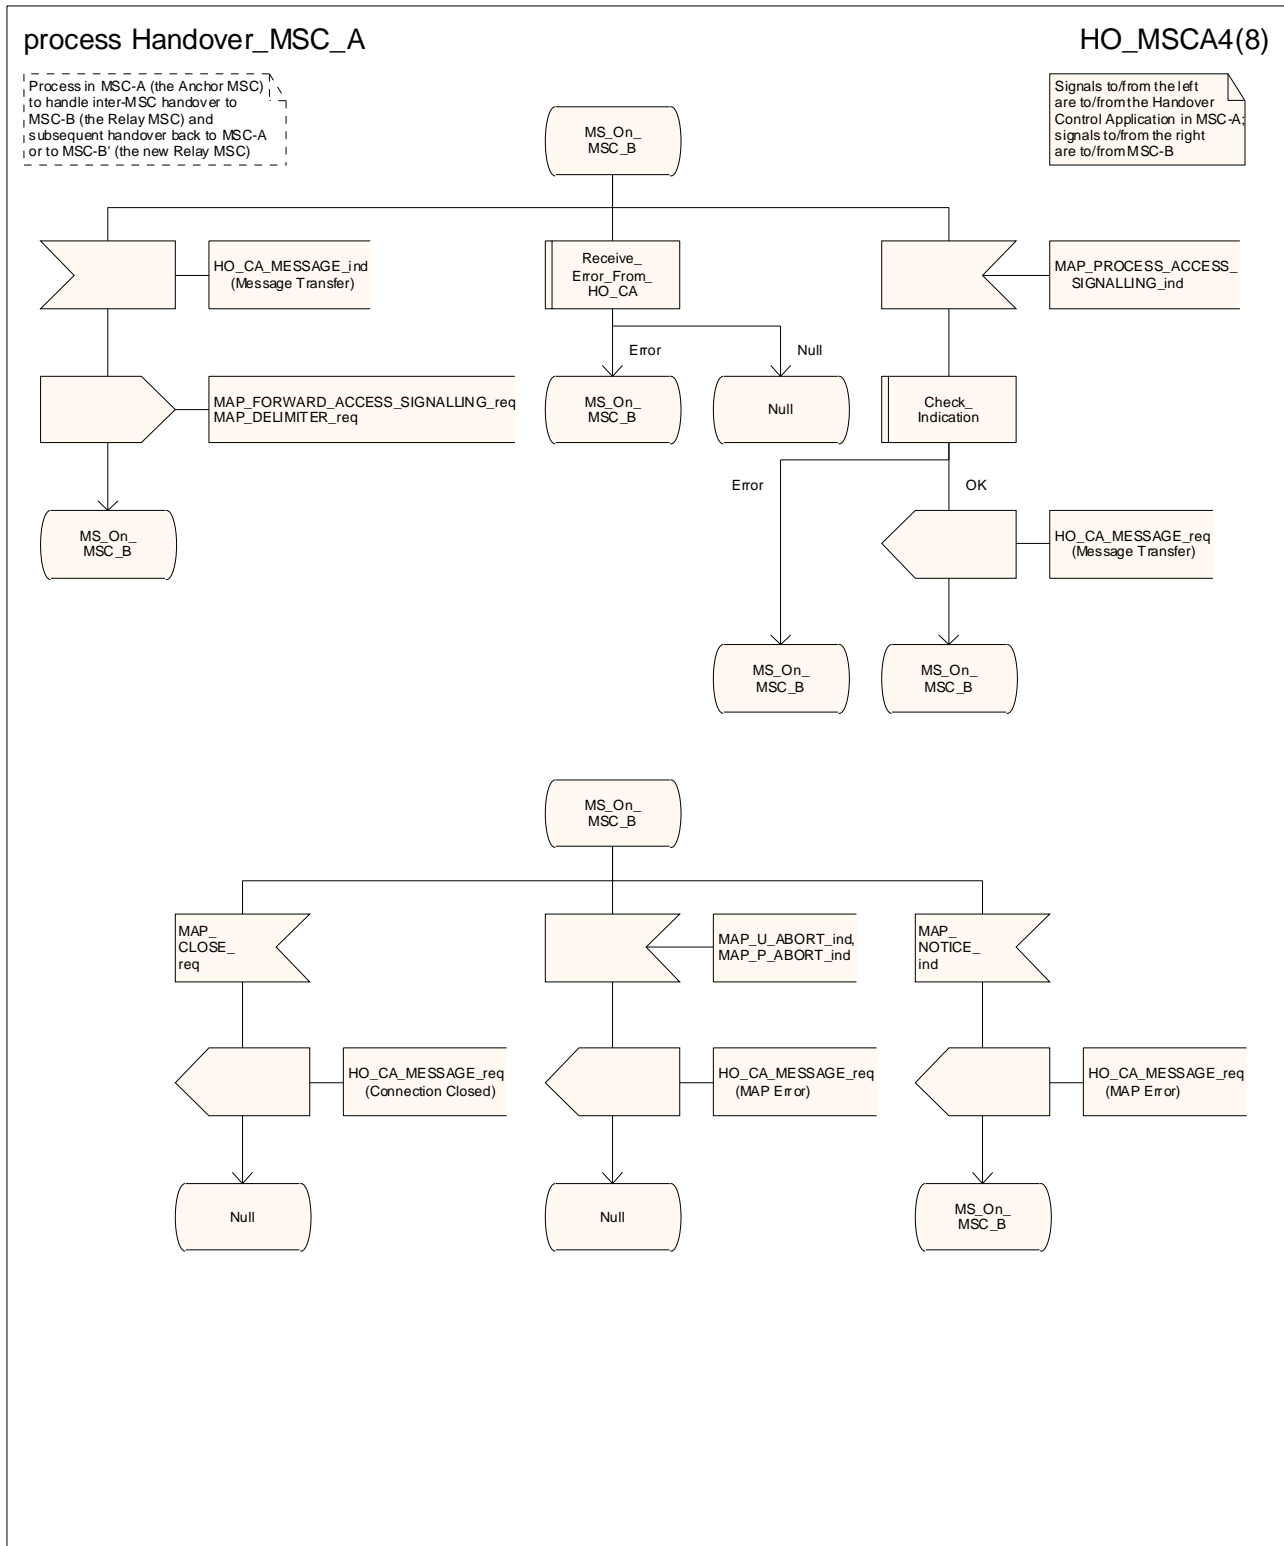 process Handover_MSC_A
HO_MSCA4(8)
Process in MSC-A (the Anchor MSC)
to handle inter-MSC handover to
MSC-B (the Relay MSC) and
subsequent handover back to MSC-A
or to MSC-B' (the new Relay MSC)
Signals to/from the left
are to/from the Handover
Control Application in MSC-A;
signals to/from the right
are to/from MSC-B
MS_On_
MSC_B
HO_CA_MESSAGE_ind
(Message Transfer)
Receive_
Error_From_
HO_CA
MAP_PROCESS_ACCESS_
SIGNALLING_ind
Error
Null
MAP_FORWARD_ACCESS_SIGNALLING_req
MAP_DELIMITER_req
MS_On_
MSC_B
Null
Check_
Indication
Error
OK
MS_On_
MSC_B
HO_CA_MESSAGE_req
(Message Transfer)
MS_On_
MSC_B
MS_On_
MSC_B
MS_On_
MSC_B
MAP_
CLOSE_
req
MAP_U_ABORT_ind,
MAP_P_ABORT_ind
MAP_
NOTICE_
ind
HO_CA_MESSAGE_req
(Connection Closed)
HO_CA_MESSAGE_req
(MAP Error)
HO_CA_MESSAGE_req
(MAP Error)
Null
Null
MS_On_
MSC_B